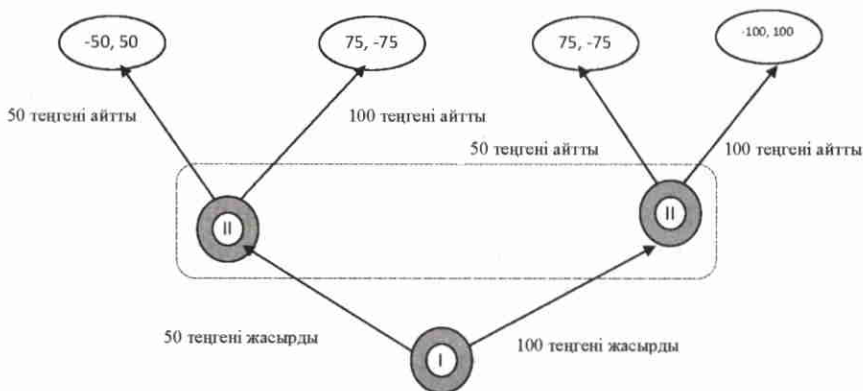 -50, 50
75, -75
75, -75
-100, 100
50 теңгені айтты
100 теңгені айтты
50 теңгені айтты
100 теңгені айтты
II
II
50 теңгені жасырды
I
100 теңгені жасырды